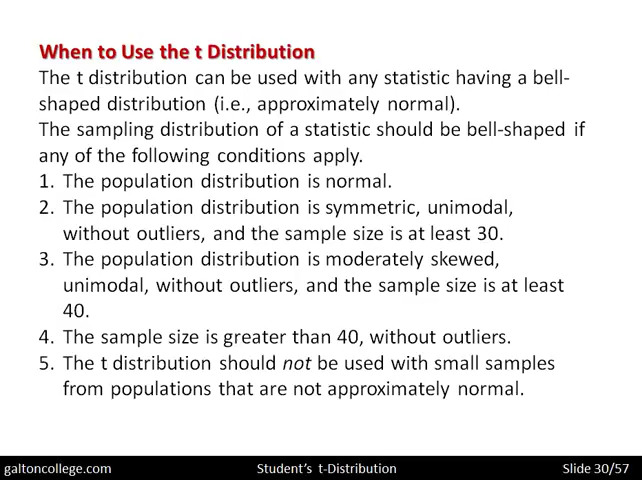 When to Use the t Distribution
The t distribution can be used with any statistic having a bell-
shaped distribution (i.e., approximately normal).
The sampling distribution of a statistic should be bell-shaped if
any of the following conditions apply.
1. The population distribution is normal.
2. The population distribution is symmetric, unimodal,
without outliers, and the sample size is at least 30.
3. The population distribution is moderately skewed,
unimodal, without outliers, and the sample size is at least
40.
4. The sample size is greater than 40, without outliers.
5. The t distribution should not be used with small samples
from populations that are not approximately normal.
galtoncollege.com Student's t-Distribution Slide 30/57